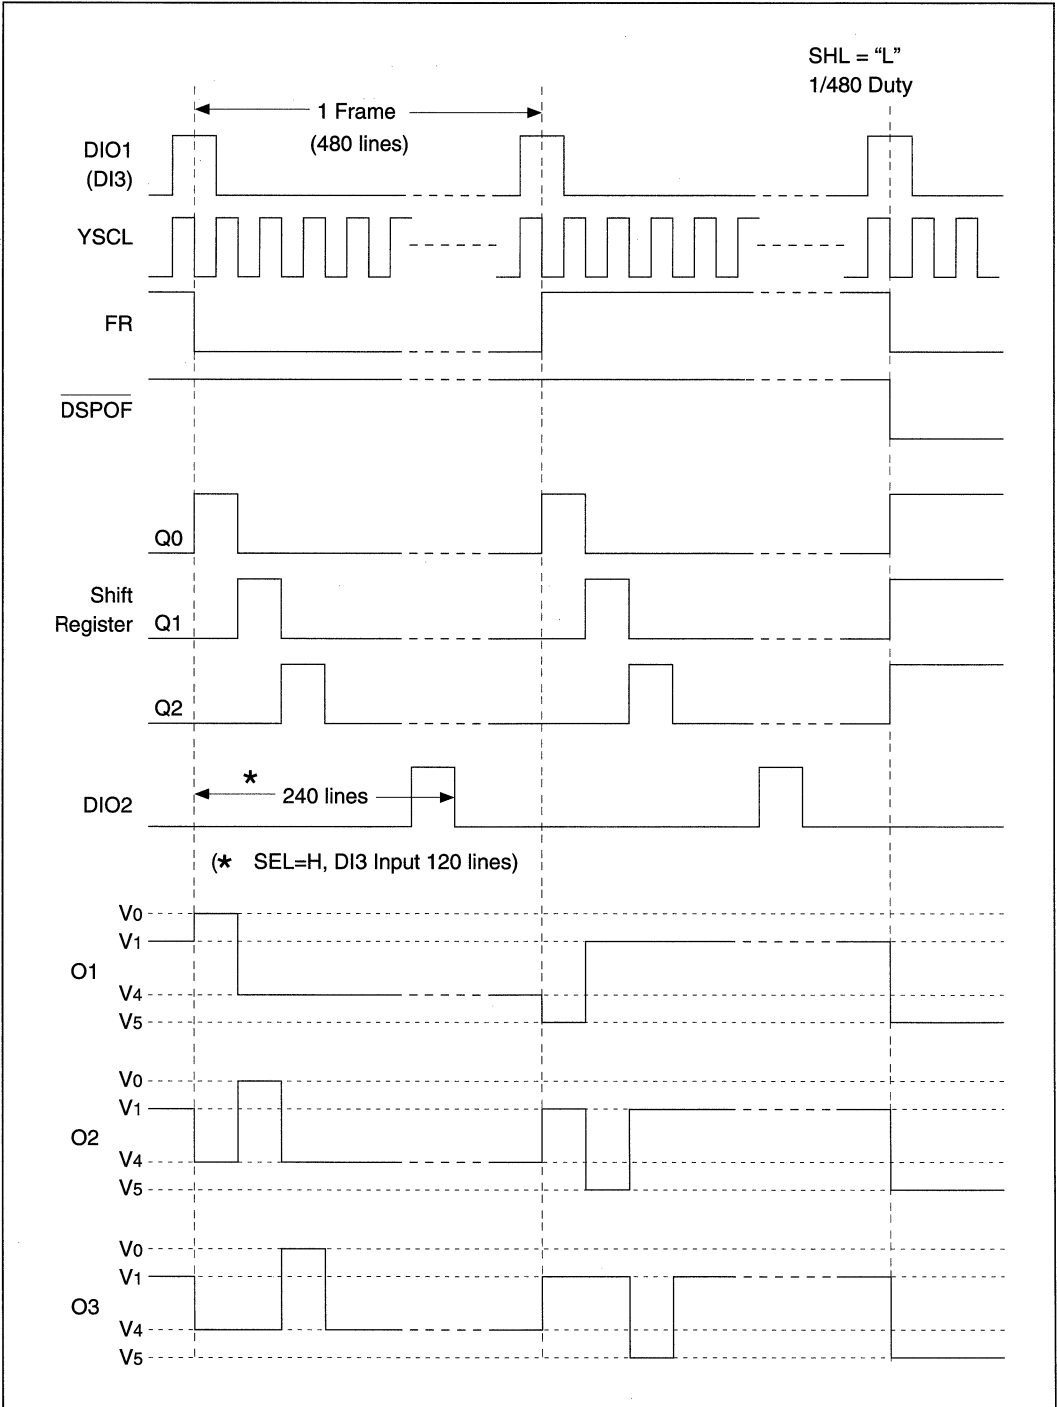 SHL = “L”
1/480 Duty
1 Frame
(480 lines)
DIO1
(DI3)
YSCL
FR
DSPOF
Q0
Shift
Register
Q1
Q2
* 240 lines
DIO2
(* SEL=H, DI3 Input 120 lines)
V0
V1
O1
V4
V5
V0
V1
O2
V4
V5
V0
V1
O3
V4
V5